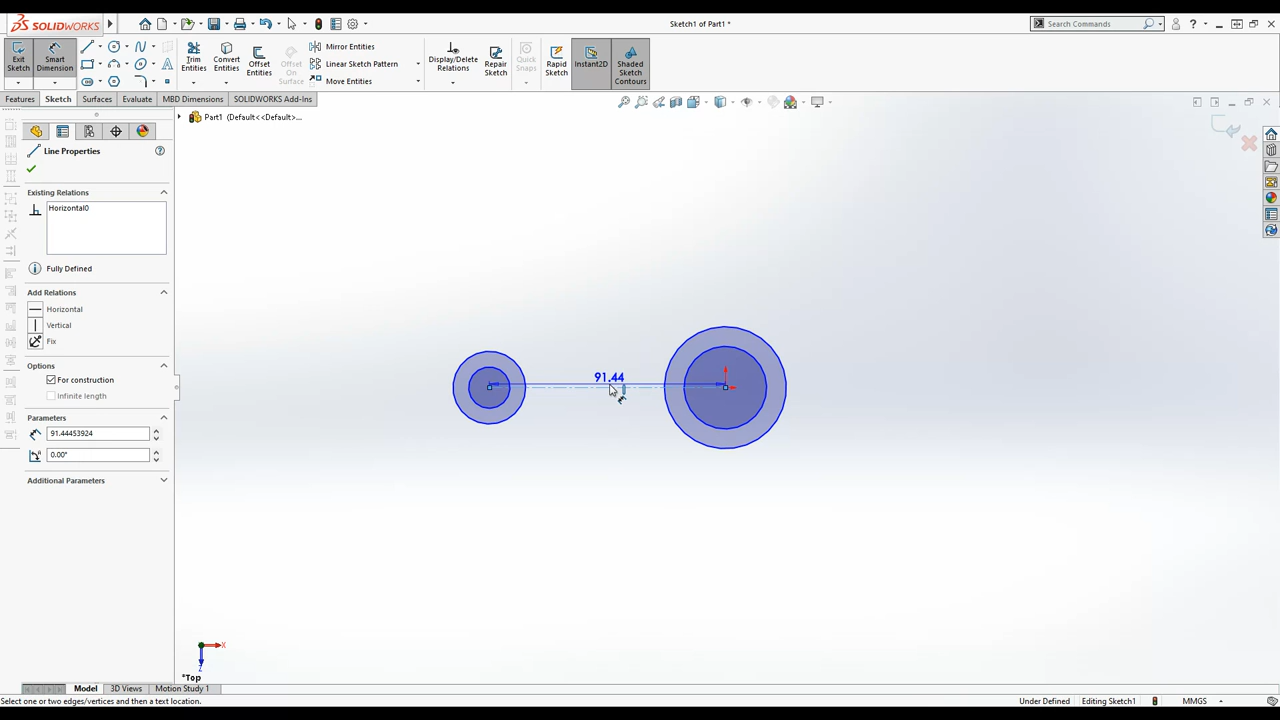 SOLIDWORKS
Sketch1 of Part1 *
Search Commands
Exit Sketch
Smart Dimension
Trim Entities
Convert Entities
Offset Entities
Offset On Surface
Mirror Entities
Linear Sketch Pattern
Move Entities
Display/Delete Relations
Repair Sketch
Quick Snaps
Rapid Sketch
Instant2D
Shaded Sketch Contours
Features
Sketch
Surfaces
Evaluate
MBD Dimensions
SOLIDWORKS Add-Ins
Part1 (Default<<Default>...
Line Properties
Existing Relations
Horizontal0
Fully Defined
Add Relations
Horizontal
Vertical
Fix
Options
For construction
Infinite length
Parameters
91.44453924
0.00°
Additional Parameters
91.44
X
Z
*Top
Model
3D Views
Motion Study 1
Select one or two edges/vertices and then a text location.
Under Defined
Editing Sketch1
MMGS